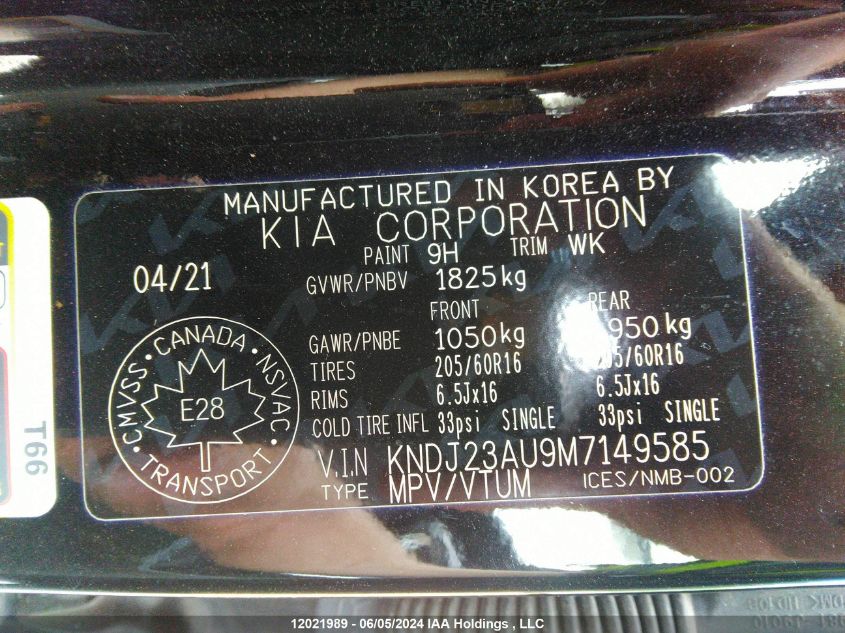 MANUFACTURED IN KOREA BY
KIA CORPORATION
PAINT 9H TRIM WK
04/21 GVWR/PNBV 1825kg
FRONT REAR
GAWR/PNBE 1050kg 950kg
TIRES 205/60R16 205/60R16
RIMS 6.5Jx16 6.5Jx16
COLD TIRE INFL 33psi SINGLE 33psi SINGLE
V.I.N KNDJ23AU9M7149585
TYPE MPV/VTUM ICES/NMB-002
CMVSS · CANADA · NSVAC
E28
TRANSPORT
T66
12021989 - 06/05/2024 IAA Holdings , LLC